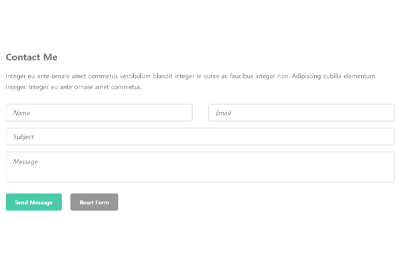 Contact Me
Integer eu ante ornare amet commetus vestibulum blandit integer in curae ac faucibus integer non. Adipiscing cubilia elementum
integer. Integer eu ante ornare amet commetus.
Name
Email
Subject
Message
Send Message
Reset Form